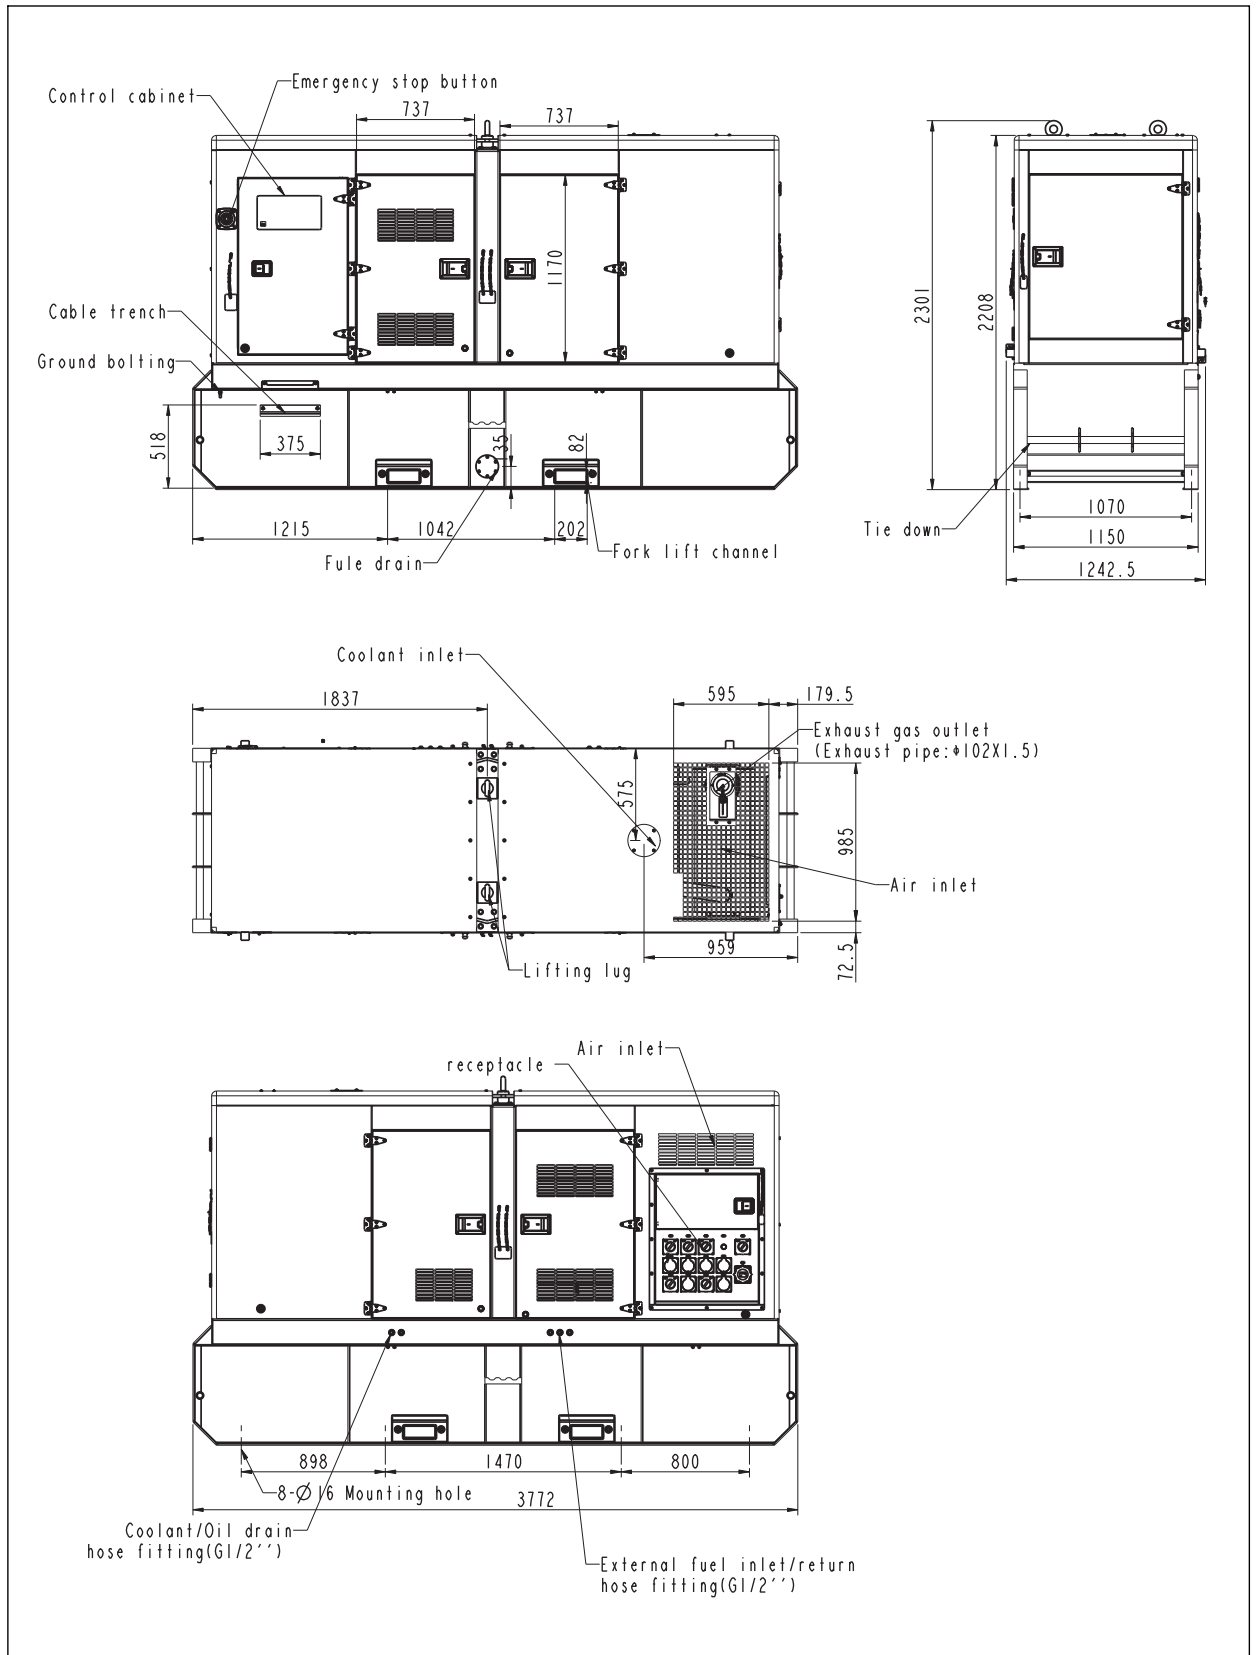 Emergency stop button
Control cabinet
737
737
1170
Cable trench
Ground bolting
518
375
35
82
1215
1042
202
Fule drain
Fork lift channel
2301
2208
Tie down
1070
1150
1242.5
Coolant inlet
1837
595
179.5
Exhaust gas outlet
(Exhaust pipe:Φ102X1.5)
575
985
Air inlet
959
72.5
Lifting lug
Air inlet
receptacle
898
1470
800
8-Ø16 Mounting hole
3772
Coolant/Oil drain
hose fitting(G1/2´´)
External fuel inlet/return
hose fitting(G1/2´´)